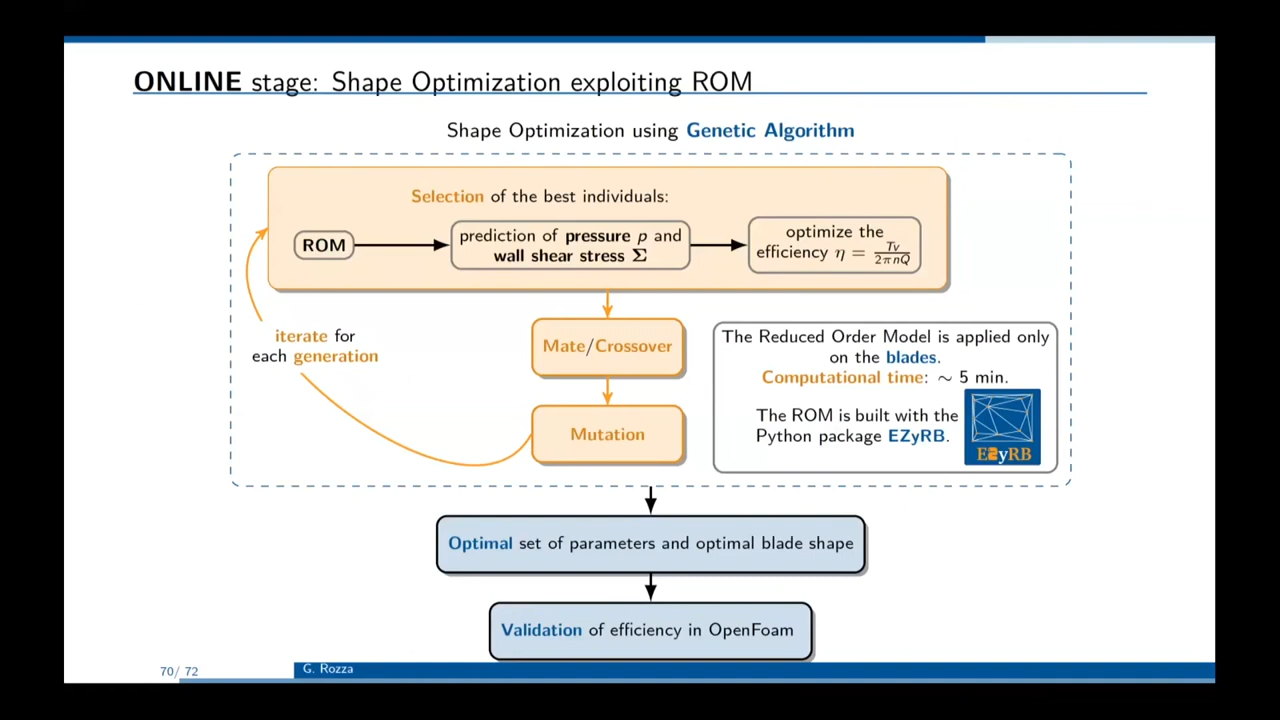 ONLINE stage: Shape Optimization exploiting ROM
Shape Optimization using Genetic Algorithm
Selection of the best individuals:
ROM
prediction of pressure p and
wall shear stress Σ
optimize the
efficiency η = Tv / 2πnQ
iterate for
each generation
Mate/Crossover
Mutation
The Reduced Order Model is applied only
on the blades.
Computational time: ∼ 5 min.
The ROM is built with the
Python package EZyRB.
EZyRB
Optimal set of parameters and optimal blade shape
Validation of efficiency in OpenFoam
70/ 72
G. Rozza